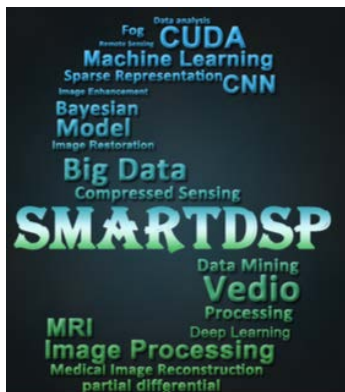 Data analysis
Fog
CUDA
Remote Sensing
Machine Learning
Sparse Representation
CNN
Image Enhancement
Bayesian
Model
Image Restoration
Big Data
Compressed Sensing
SMARTDSP
Data Mining
Vedio
Processing
MRI
Deep Learning
Image Processing
Medical Image Reconstruction
partial differential